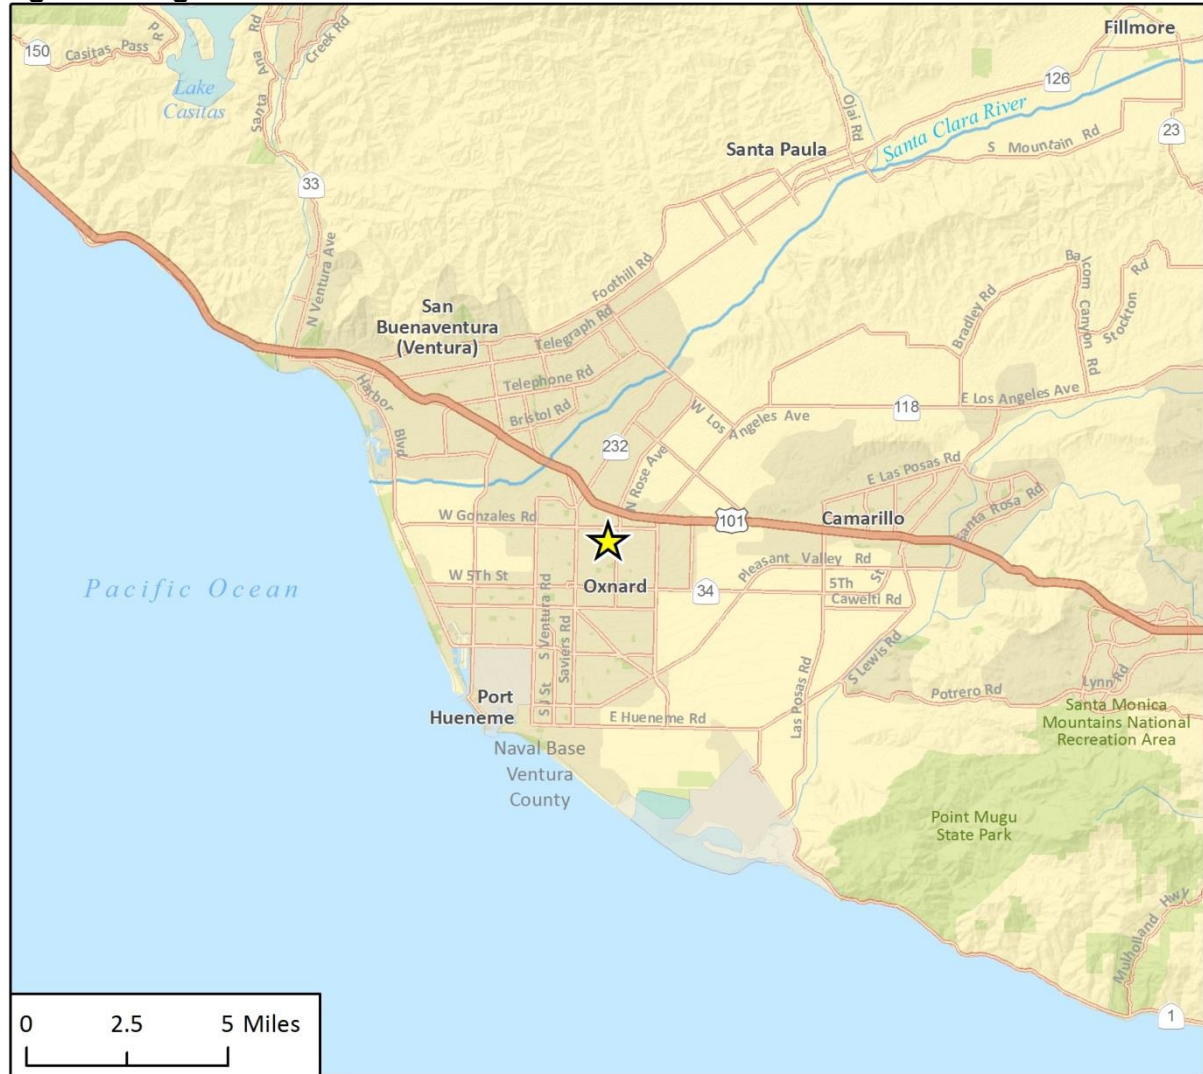 Fillmore
150
Casitas Pass Rd
Santa Ana Rd
Creek Rd
126
Lake
Casitas
Ojai Rd
Santa Clara River
23
S Mountain Rd
Santa Paula
33
N Ventura Ave
Foothill Rd
Balcom Canyon Rd
Stockton Rd
Bradley Rd
San
Buenaventura
(Ventura)
Telegraph Rd
Telephone Rd
Harbor Blvd
Bristol Rd
W Los Angeles Ave
118
E Los Angeles Ave
232
N Rose Ave
E Las Posas Rd
Santa Rosa Rd
W Gonzales Rd
101
Camarillo
Pleasant Valley Rd
Pacific Ocean
W 5Th St
Oxnard
34
5Th St
Cawelti Rd
S Ventura Rd
Saviers Rd
S J St
S Lewis Rd
Las Posas Rd
Potrero Rd
Lynn Rd
Port
Hueneme
E Hueneme Rd
Santa Monica
Mountains National
Recreation Area
Naval Base
Ventura
County
Point Mugu
State Park
Mulholland Hwy
1
0 2.5 5 Miles